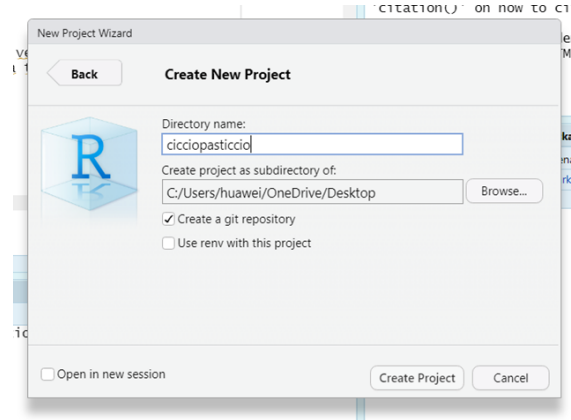 'citation()' on how to ci
New Project Wizard
Back
Create New Project
R
Directory name:
cicciopasticcio
Create project as subdirectory of:
C:/Users/huawei/OneDrive/Desktop
Browse...
Create a git repository
Use renv with this project
Open in new session
Create Project
Cancel